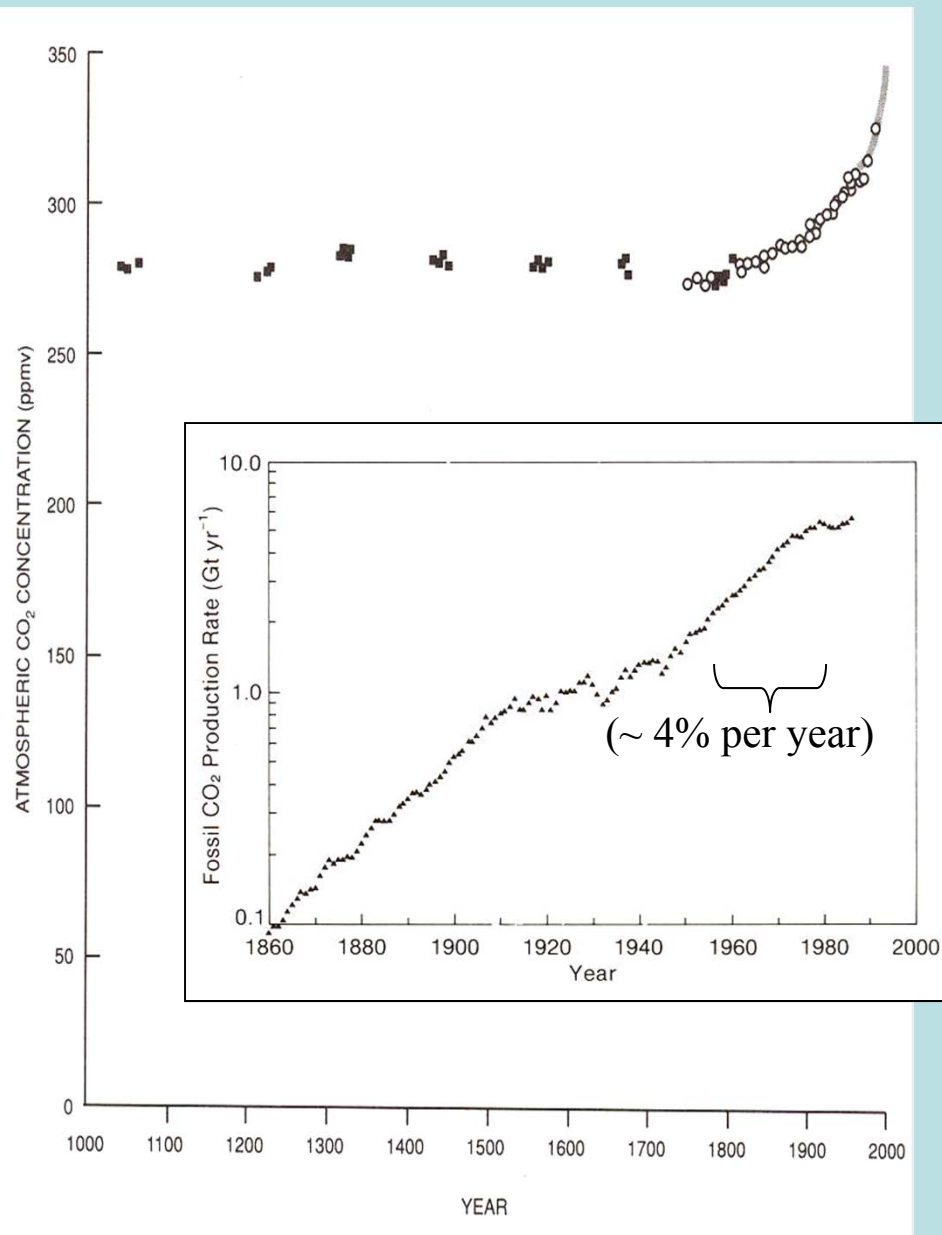 350
300
250
200
150
100
50
0
ATMOSPHERIC CO₂ CONCENTRATION (ppmv)
10.0
1.0
0.1
Fossil CO₂ Production Rate (Gt yr⁻¹)
(~ 4% per year)
1860 1880 1900 1920 1940 1960 1980 2000
Year
1000 1100 1200 1300 1400 1500 1600 1700 1800 1900 2000
YEAR